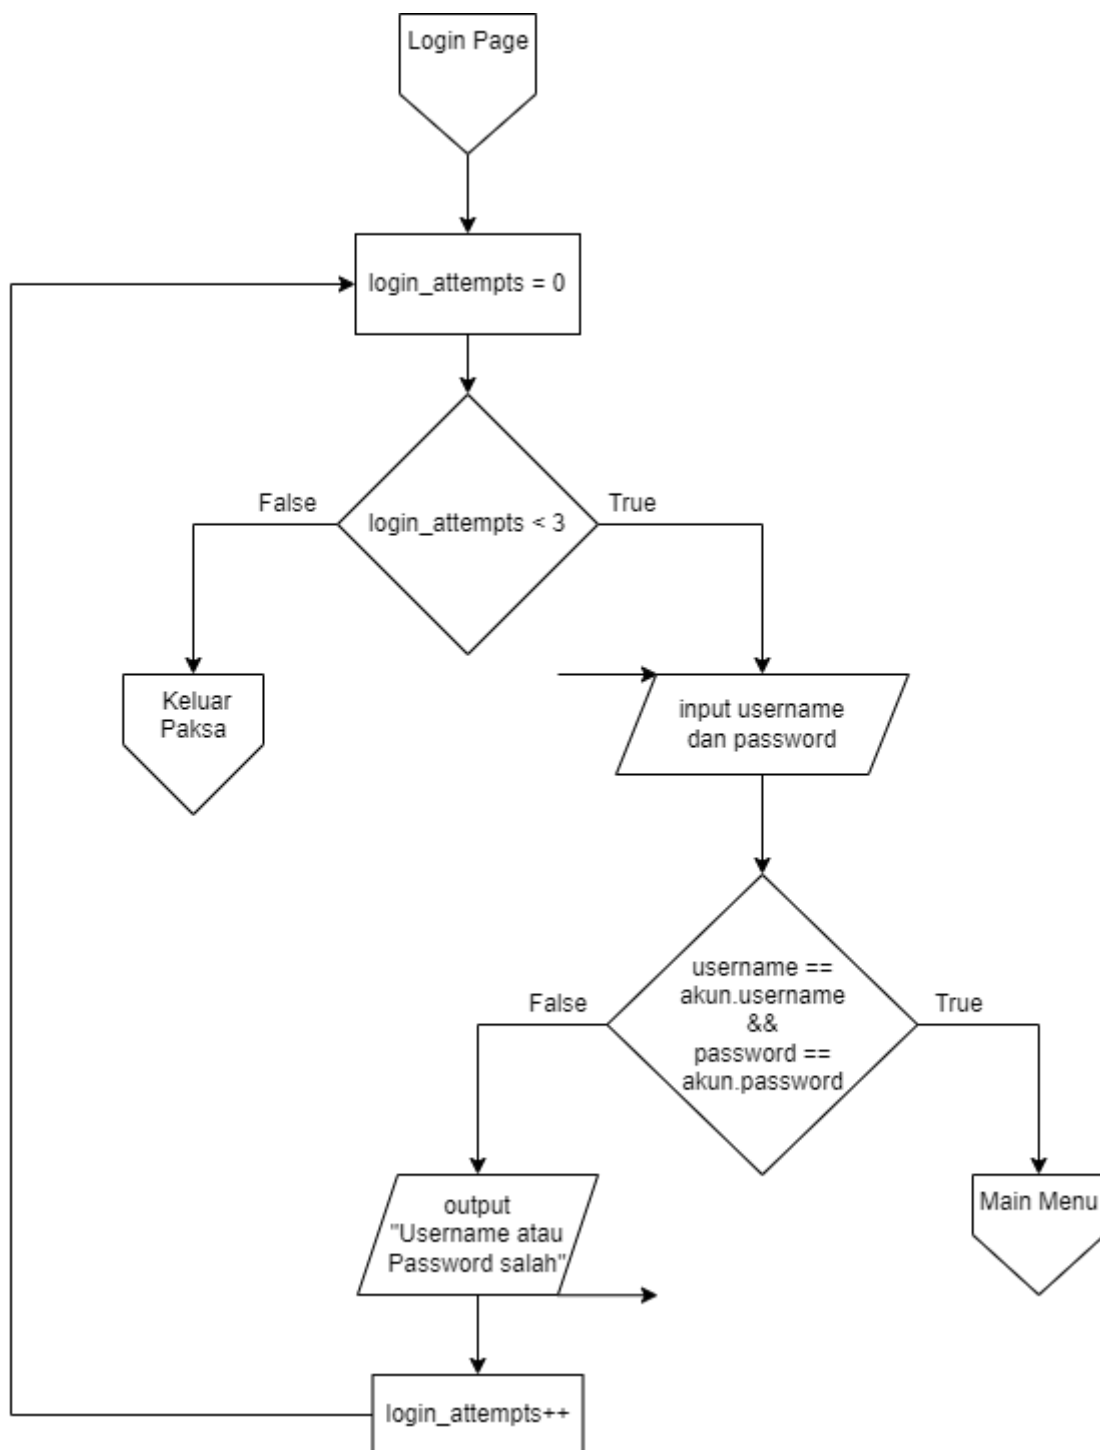 Login Page
login_attempts = 0
False
login_attempts < 3
True
Keluar
Paksa
input username
dan password
username ==
akun.username
&&
password ==
akun.password
False
True
output
"Username atau
Password salah"
Main Menu
login_attempts++